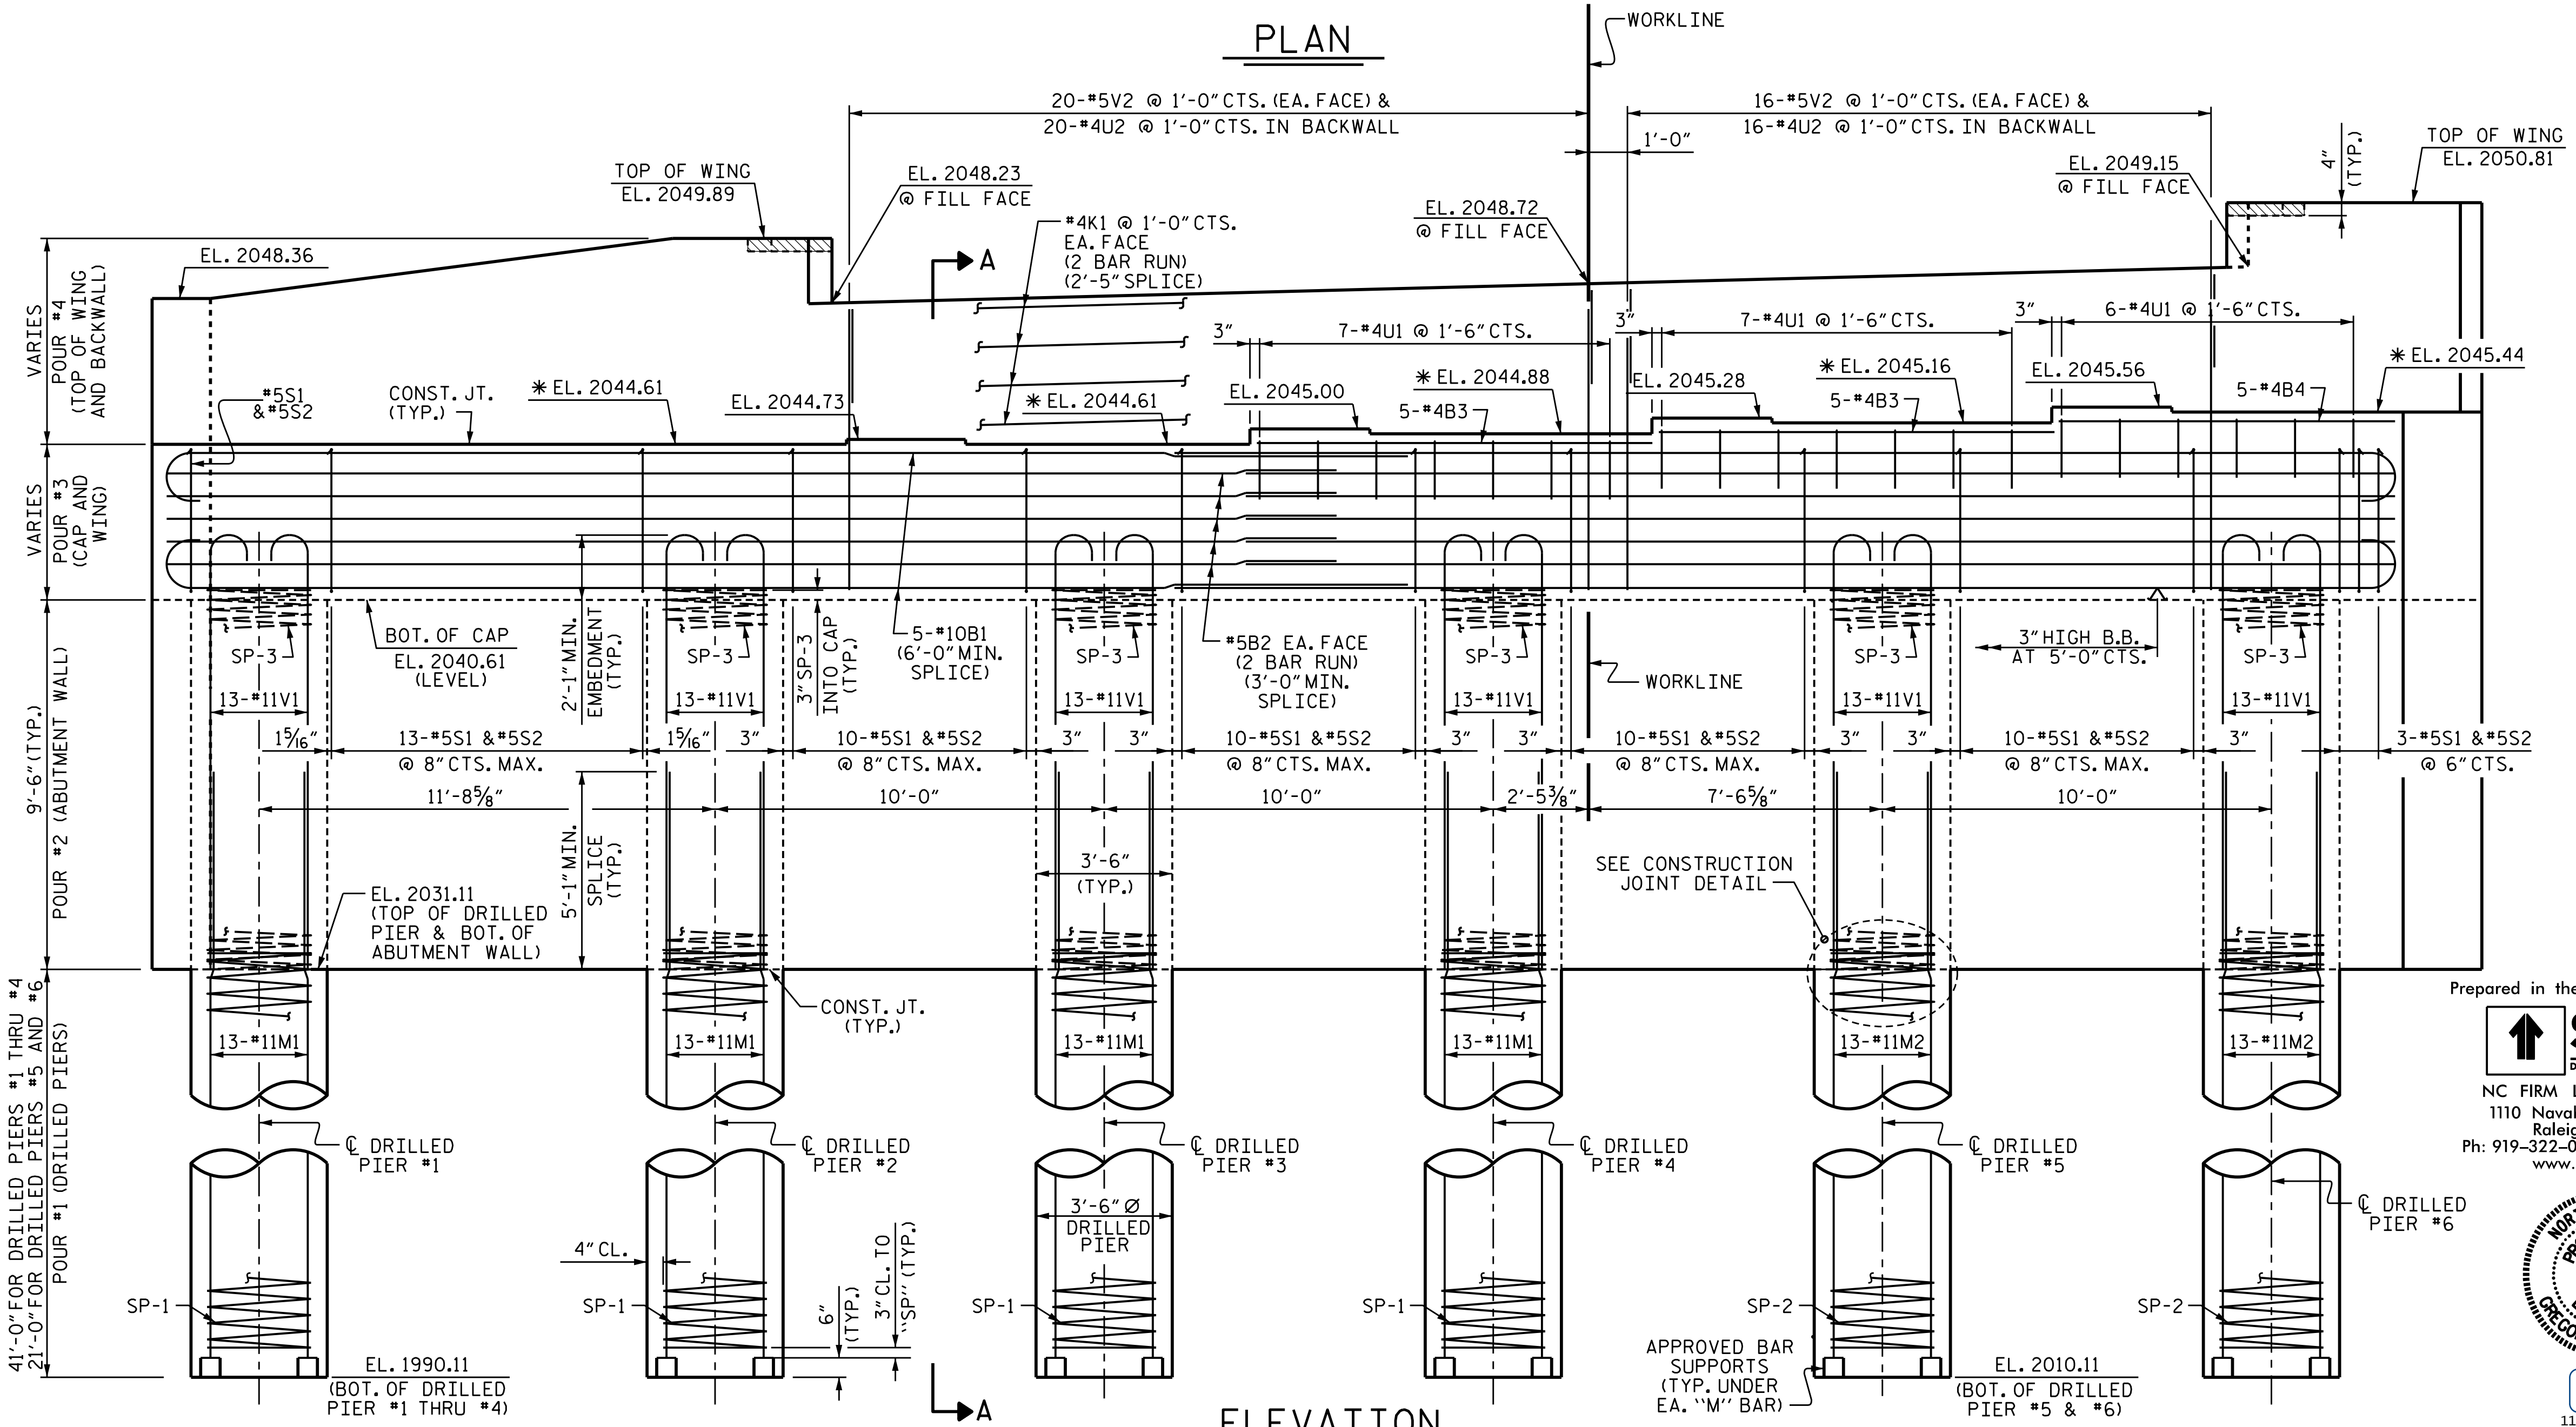 PLAN
WORKLINE
20-#5V2 @ 1'-0" CTS. (EA. FACE) &
20-#4U2 @ 1'-0" CTS. IN BACKWALL
16-#5V2 @ 1'-0" CTS. (EA. FACE) &
16-#4U2 @ 1'-0" CTS. IN BACKWALL
1'-0"
TOP OF WING
EL. 2049.89
EL. 2048.23
@ FILL FACE
#4K1 @ 1'-0" CTS.
EA. FACE
(2 BAR RUN)
(2'-5" SPLICE)
EL. 2048.72
@ FILL FACE
EL. 2049.15
@ FILL FACE
4"
(TYP.)
TOP OF WING
EL. 2050.81
EL. 2048.36
A
3"
7-#4U1 @ 1'-6" CTS.
3"
7-#4U1 @ 1'-6" CTS.
3"
6-#4U1 @ 1'-6" CTS.
VARIES
POUR #4
(TOP OF WING
AND BACKWALL)
#5S1
& #5S2
CONST. JT.
(TYP.)
* EL. 2044.61
EL. 2044.73
* EL. 2044.61
EL. 2045.00
* EL. 2044.88
5-#4B3
EL. 2045.28
* EL. 2045.16
5-#4B3
EL. 2045.56
5-#4B4
* EL. 2045.44
VARIES
POUR #3
(CAP AND
WING)
9'-6" (TYP.)
POUR #2 (ABUTMENT WALL)
SP-3
BOT. OF CAP
EL. 2040.61
(LEVEL)
2'-1" MIN.
EMBEDMENT
(TYP.)
SP-3
3" SP-3
INTO CAP
(TYP.)
5-#10B1
(6'-0" MIN.
SPLICE)
SP-3
#5B2 EA. FACE
(2 BAR RUN)
(3'-0" MIN.
SPLICE)
SP-3
WORKLINE
SP-3
3" HIGH B.B.
AT 5'-0" CTS.
SP-3
13-#11V1
13-#11V1
13-#11V1
13-#11V1
13-#11V1
13-#11V1
1 5/16"
13-#5S1 & #5S2
@ 8" CTS. MAX.
1 5/16"
3"
10-#5S1 & #5S2
@ 8" CTS. MAX.
3"
3"
10-#5S1 & #5S2
@ 8" CTS. MAX.
3"
3"
10-#5S1 & #5S2
@ 8" CTS. MAX.
3"
3"
10-#5S1 & #5S2
@ 8" CTS. MAX.
3"
3-#5S1 & #5S2
@ 6" CTS.
11'-8 5/8"
10'-0"
10'-0"
2'-5 3/8"
7'-6 5/8"
10'-0"
5'-1" MIN.
SPLICE
(TYP.)
3'-6"
(TYP.)
SEE CONSTRUCTION
JOINT DETAIL
EL. 2031.11
(TOP OF DRILLED
PIER & BOT. OF
ABUTMENT WALL)
CONST. JT.
(TYP.)
41'-0" FOR DRILLED PIERS #1 THRU #4
21'-0" FOR DRILLED PIERS #5 AND #6
POUR #1 (DRILLED PIERS)
13-#11M1
13-#11M1
13-#11M1
13-#11M1
13-#11M2
13-#11M2
℄ DRILLED
PIER #1
℄ DRILLED
PIER #2
℄ DRILLED
PIER #3
℄ DRILLED
PIER #4
℄ DRILLED
PIER #5
℄ DRILLED
PIER #6
3'-6" Ø
DRILLED
PIER
4" CL.
6"
(TYP.)
3" CL. TO
"SP" (TYP.)
SP-1
SP-1
SP-1
SP-1
SP-2
SP-2
EL. 1990.11
(BOT. OF DRILLED
PIER #1 THRU #4)
A
APPROVED BAR
SUPPORTS
(TYP. UNDER
EA. "M" BAR)
EL. 2010.11
(BOT. OF DRILLED
PIER #5 & #6)
ELEVATION
Prepared in the
NC FIRM L
1110 Naval
Raleig
Ph: 919-322-0
www.
NOR
GREGO
11